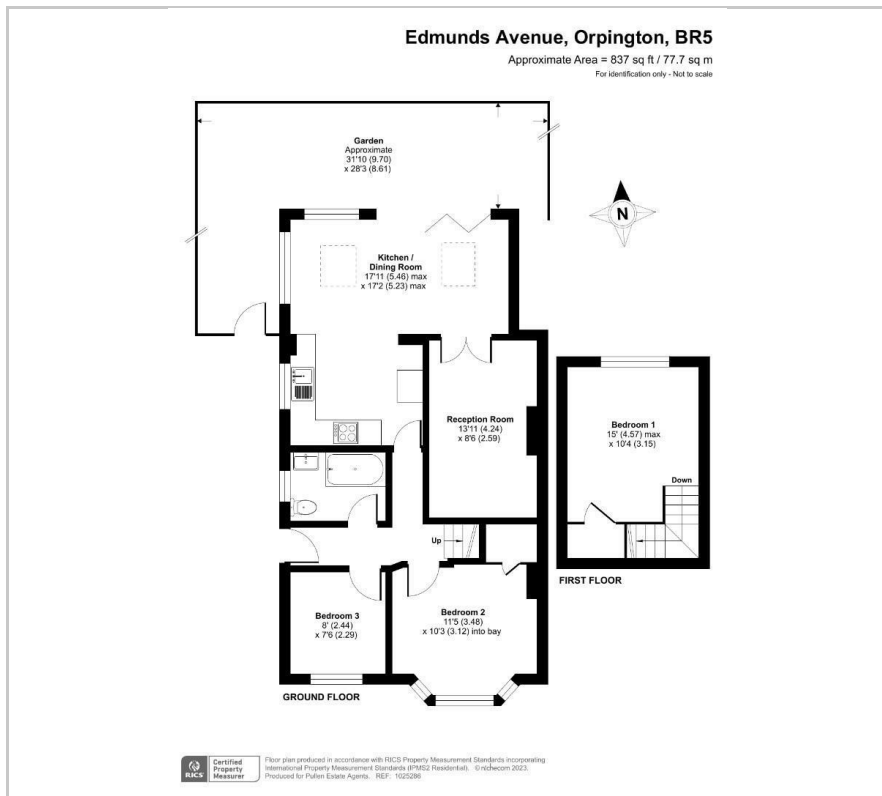 Edmunds Avenue, Orpington, BR5
Approximate Area = 837 sq ft / 77.7 sq m
For identification only - Not to scale
Garden
Approximate
31'10 (9.70)
x 28'3 (8.61)
N
Kitchen /
Dining Room
17'11 (5.46) max
x 17'2 (5.23) max
Reception Room
13'11 (4.24)
x 8'6 (2.59)
Bedroom 1
15' (4.57) max
x 10'4 (3.15)
Down
Up
FIRST FLOOR
Bedroom 3
8' (2.44)
x 7'6 (2.29)
Bedroom 2
11'5 (3.48)
x 10'3 (3.12) into bay
GROUND FLOOR
RICS
Certified
Property
Measurer
Floor plan produced in accordance with RICS Property Measurement Standards incorporating
International Property Measurement Standards (IPMS2 Residential). ©nichecom 2023.
Produced for Pullen Estate Agents. REF: 1025286